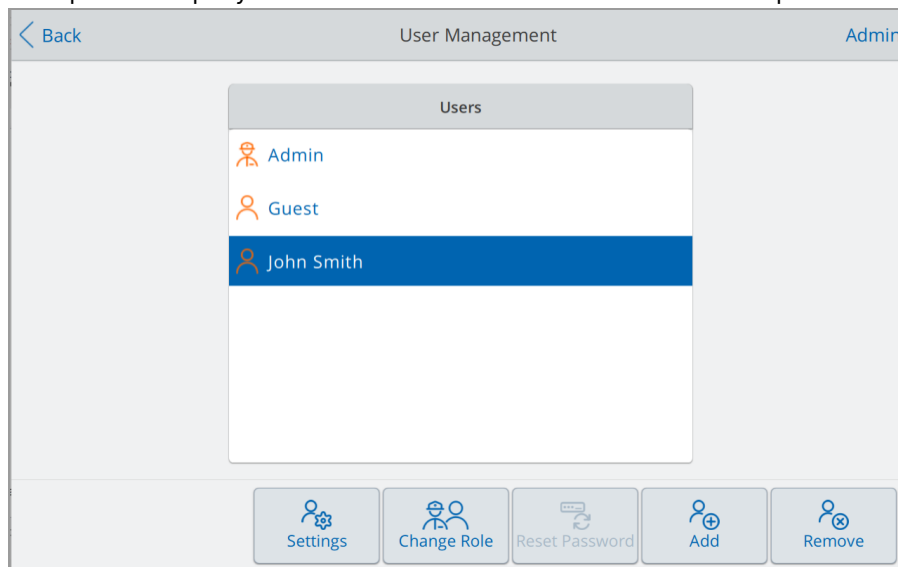 Back User Management Admin
Users
Admin
Guest
John Smith
Settings Change Role Reset Password Add Remove